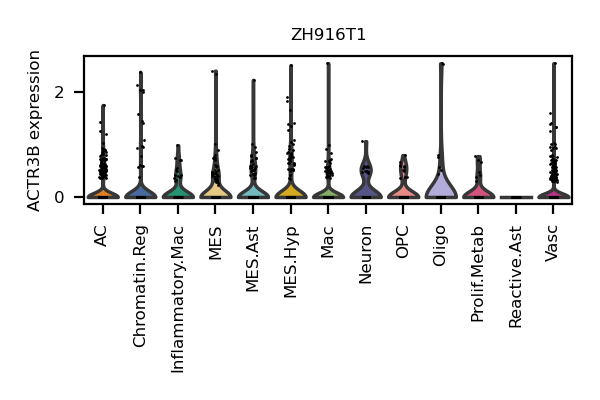 ZH916T1
ACTR3B expression
2
0
AC
Chromatin.Reg
Inflammatory.Mac
MES
MES.Ast
MES.Hyp
Mac
Neuron
OPC
Oligo
Prolif.Metab
Reactive.Ast
Vasc